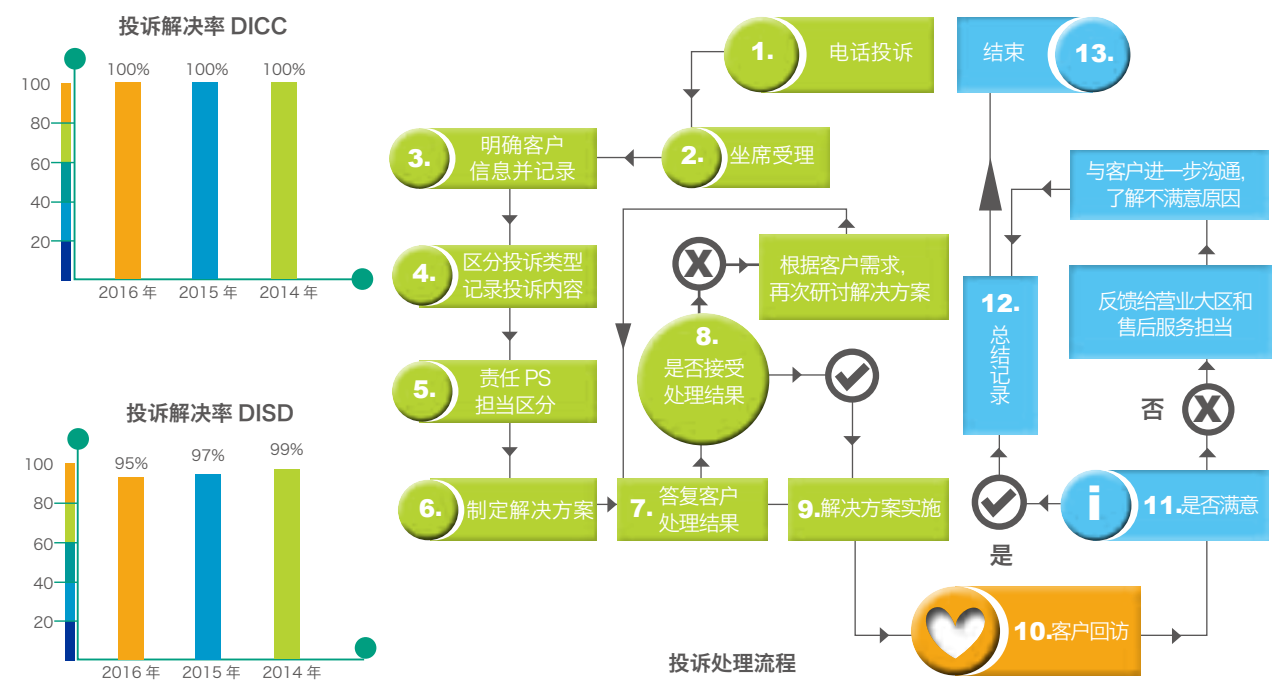 投诉解决率 DICC
100
80
60
40
20
100%
100%
100%
2016 年
2015 年
2014 年
投诉解决率 DISD
100
80
60
40
20
95%
97%
99%
2016 年
2015 年
2014 年
1.
电话投诉
2.
坐席受理
3.
明确客户
信息并记录
4.
区分投诉类型
记录投诉内容
5.
责任 PS
担当区分
6.
制定解决方案
7.
答复客户
处理结果
8.
是否接受
处理结果
X
根据客户需求,
再次研讨解决方案
9.解决方案实施
10.客户回访
i
11.是否满意
是
否
X
反馈给营业大区和
售后服务担当
与客户进一步沟通,
了解不满意原因
12.
总结记录
结束
13.
投诉处理流程